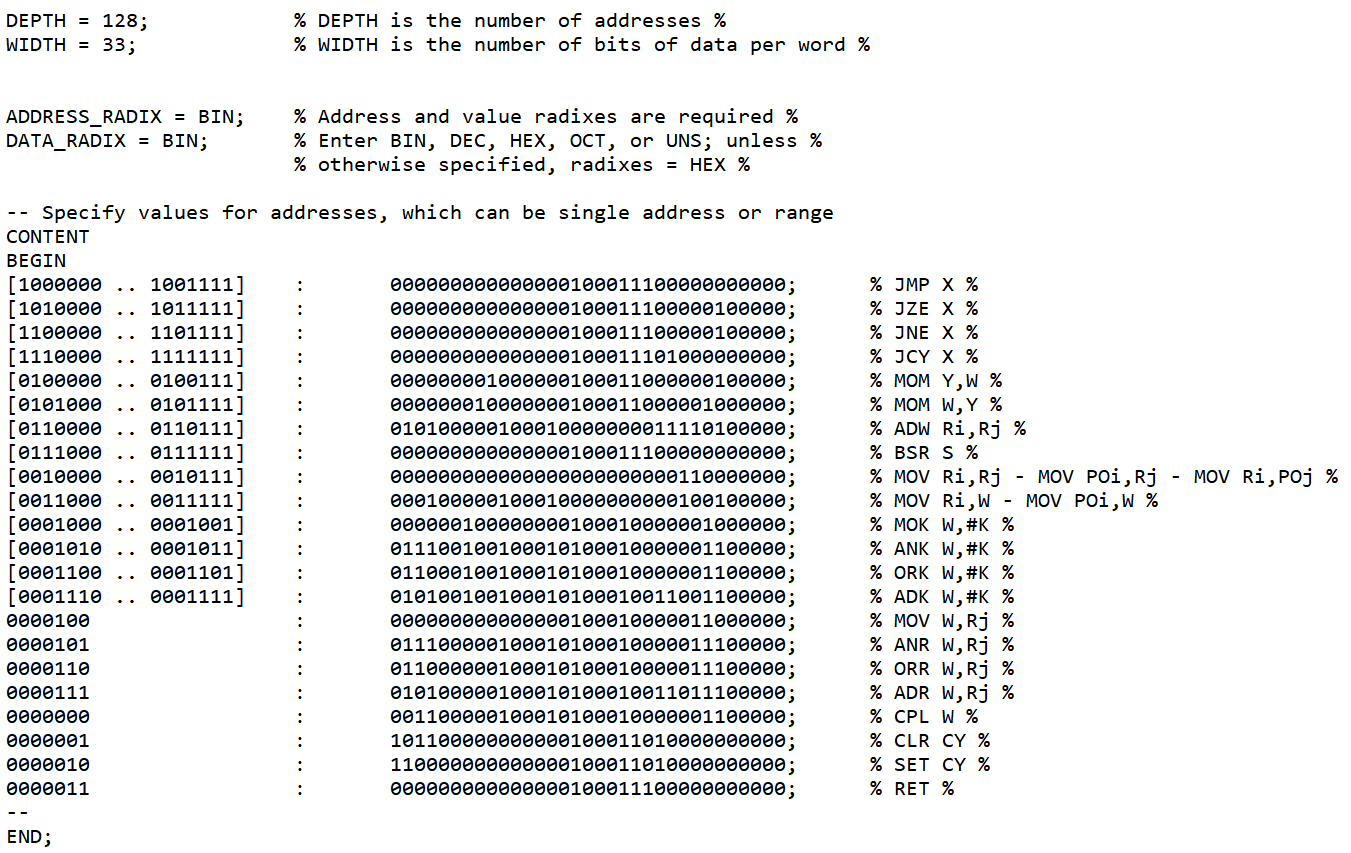 DEPTH = 128; % DEPTH is the number of addresses %
WIDTH = 33; % WIDTH is the number of bits of data per word %
ADDRESS_RADIX = BIN; % Address and value radixes are required %
DATA_RADIX = BIN; % Enter BIN, DEC, HEX, OCT, or UNS; unless %
% otherwise specified, radixes = HEX %
-- Specify values for addresses, which can be single address or range
CONTENT
BEGIN
[1000000 .. 1001111] : 000000000000000100011100000000000; % JMP X %
[1010000 .. 1011111] : 000000000000000100011100000100000; % JZE X %
[1100000 .. 1101111] : 000000000000000100011100000100000; % JNE X %
[1110000 .. 1111111] : 000000000000000100011101000000000; % JCY X %
[0100000 .. 0100111] : 000000001000000100011000000100000; % MOM Y,W %
[0101000 .. 0101111] : 000000010000000100011000001000000; % MOM W,Y %
[0110000 .. 0110111] : 010100000100010000000011110100100; % ADW Ri,Rj %
[0111000 .. 0111111] : 000000000000000100011100000000000; % BSR S %
[0010000 .. 0010111] : 000000000000000000000000110000000; % MOV Ri,Rj - MOV POi,Rj - MOV Ri,POj %
[0011000 .. 0011111] : 000100000100010000000000100100000; % MOV Ri,W - MOV POi,W %
[0001000 .. 0001001] : 000000100000000100010000001000000; % MOK W,#K %
[0001010 .. 0001011] : 011100100100010100010000001100000; % ANK W,#K %
[0001100 .. 0001101] : 011000100100010100010000001100000; % ORK W,#K %
[0001110 .. 0001111] : 010100100100010100010011001100000; % ADK W,#K %
0000100 : 000000000000000100010000011000000; % MOV W,Rj %
0000101 : 011100000100010100010000011100000; % ANR W,Rj %
0000110 : 011000000100010100010000011100000; % ORR W,Rj %
0000111 : 010100000100010100010011011100000; % ADR W,Rj %
0000000 : 001100000100010100010000001100000; % CPL W %
0000001 : 101100000000000100011010000000000; % CLR CY %
0000010 : 110000000000000100011010000000000; % SET CY %
0000011 : 000000000000000100011100000000000; % RET %
--
END;